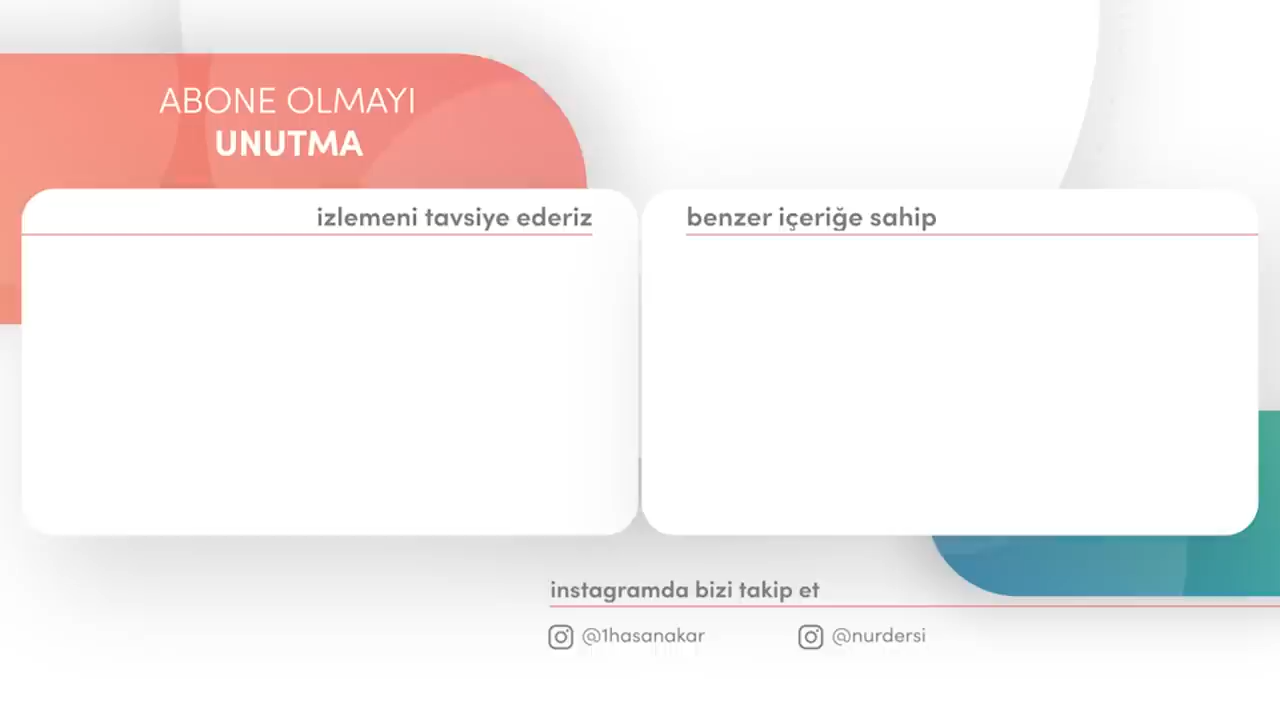 ABONE OLMAYI
UNUTMA
izlemeni tavsiye ederiz
benzer içeriğe sahip
instagramda bizi takip et
@1hasanakar
@nurdersi